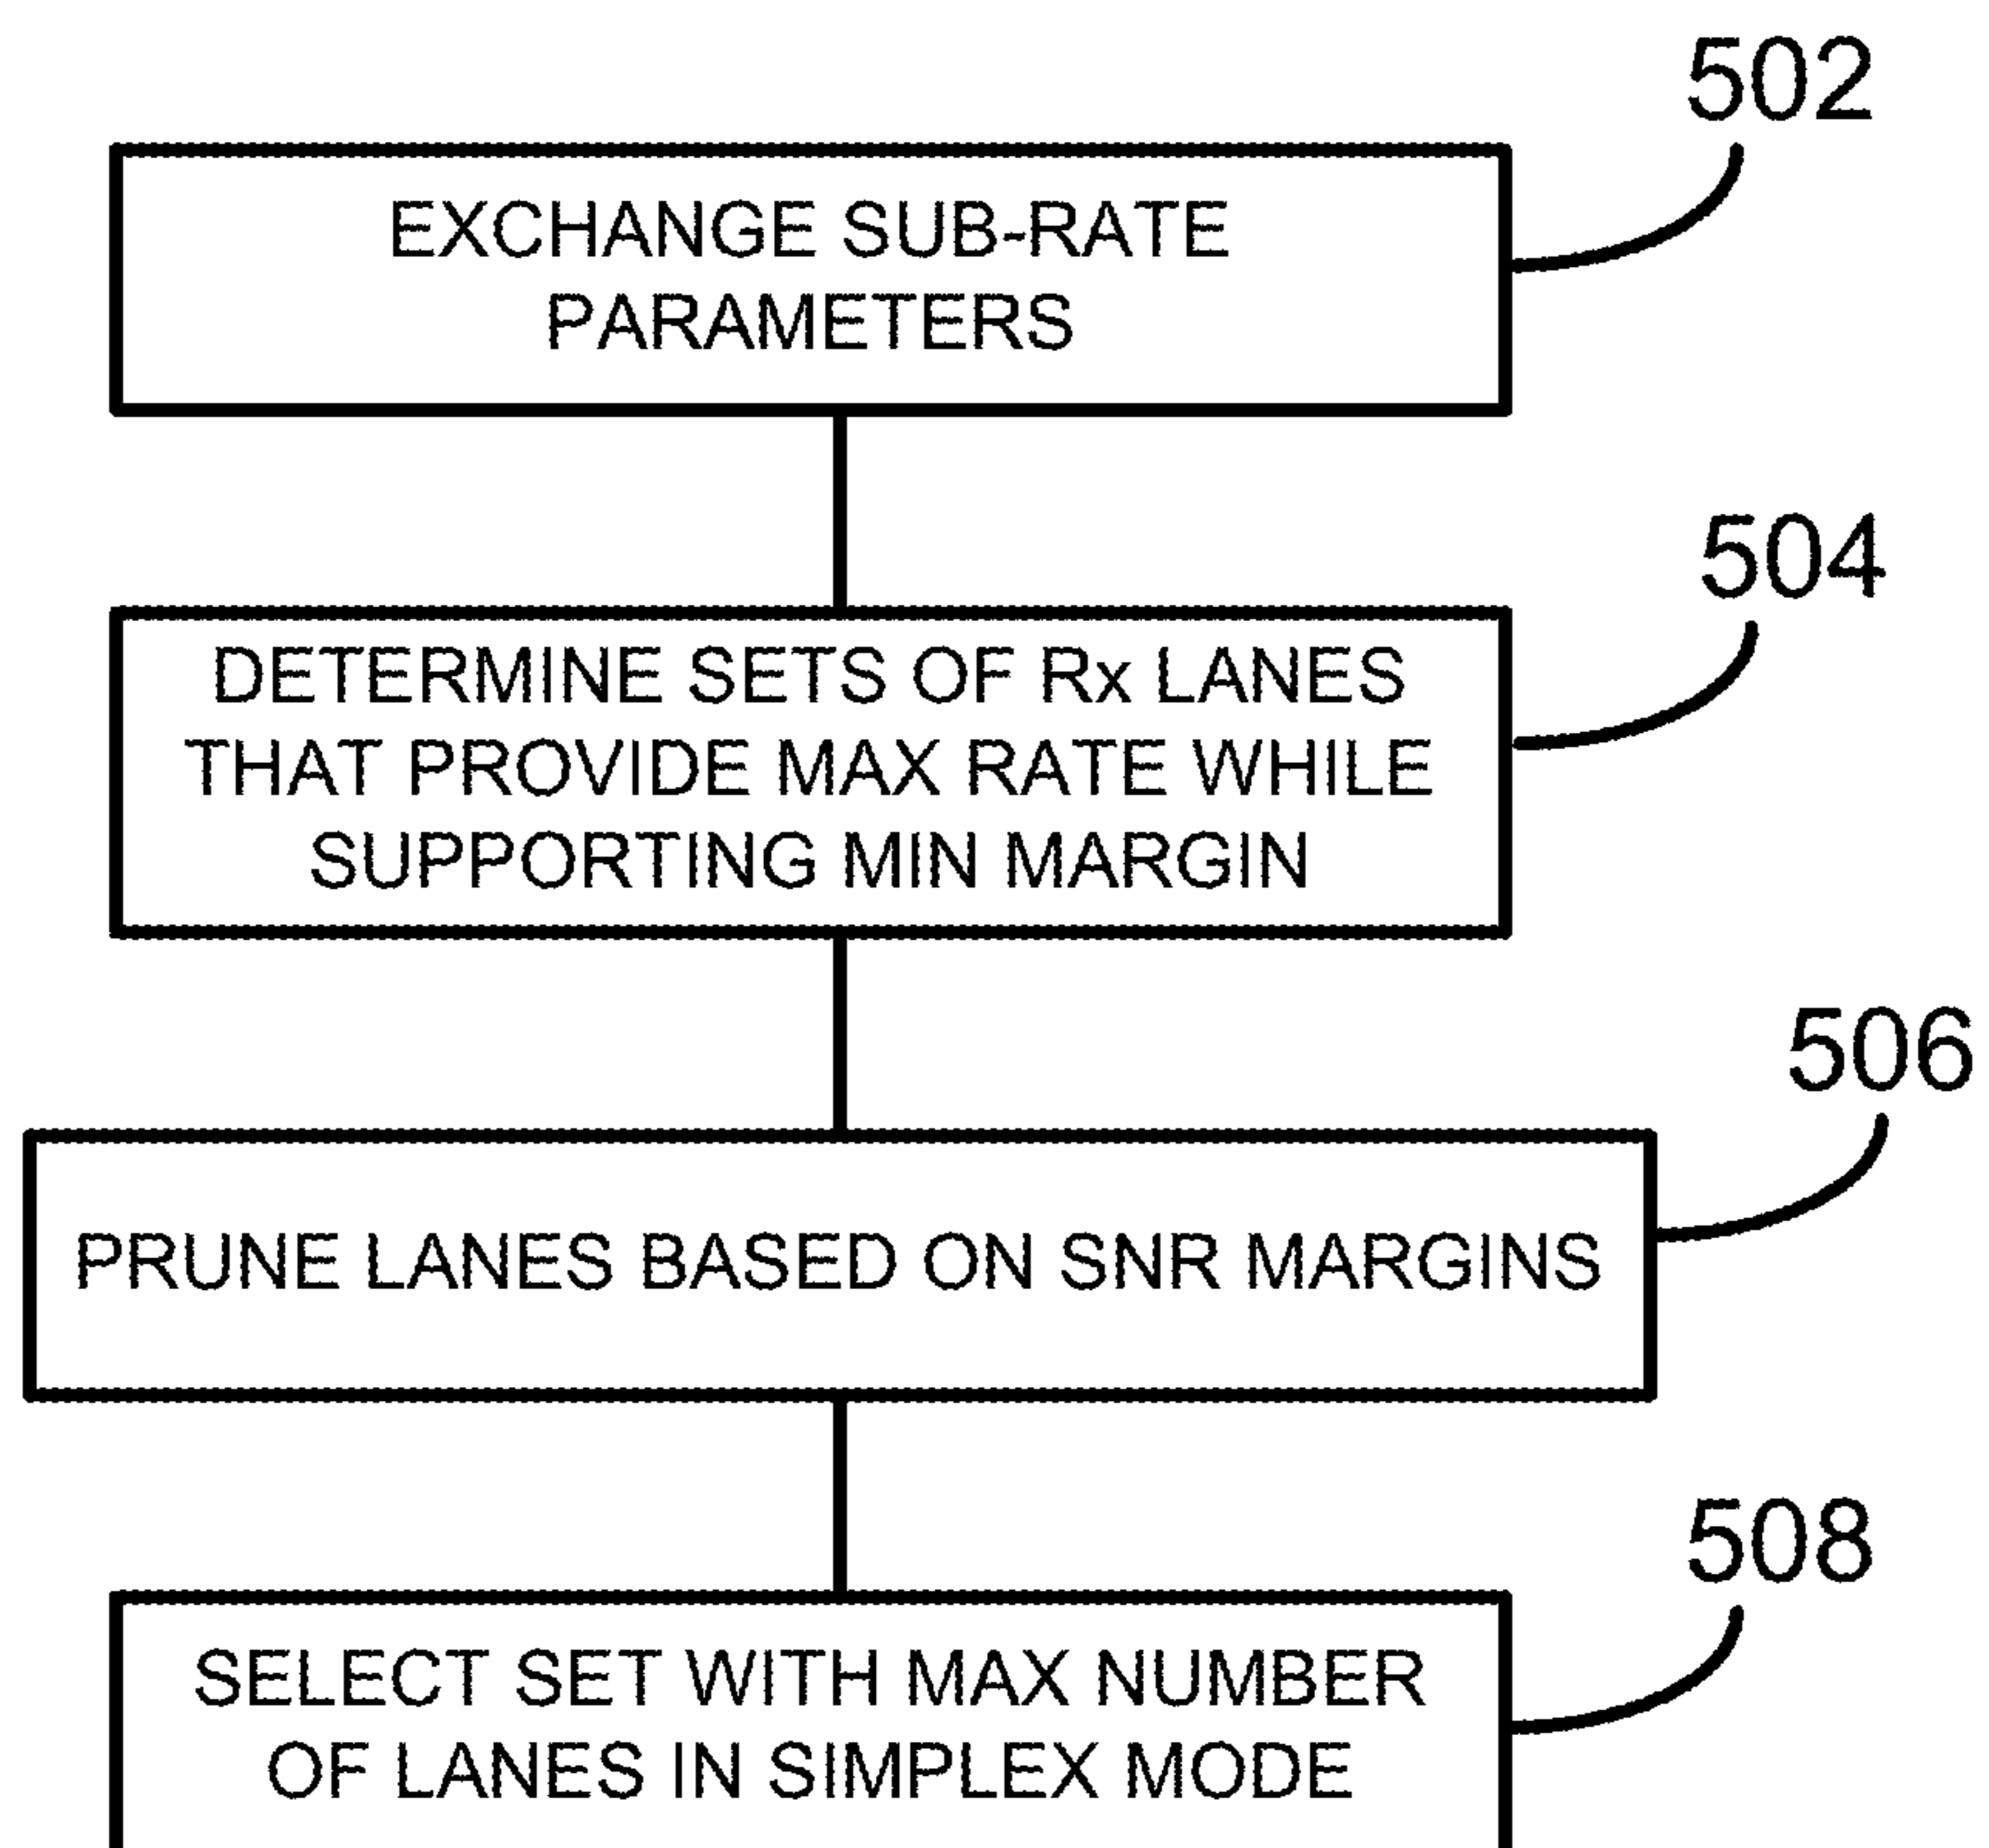 502
EXCHANGE SUB-RATE
PARAMETERS
504
DETERMINE SETS OF Rx LANES
THAT PROVIDE MAX RATE WHILE
SUPPORTING MIN MARGIN
506
PRUNE LANES BASED ON SNR MARGINS
508
SELECT SET WITH MAX NUMBER
OF LANES IN SIMPLEX MODE